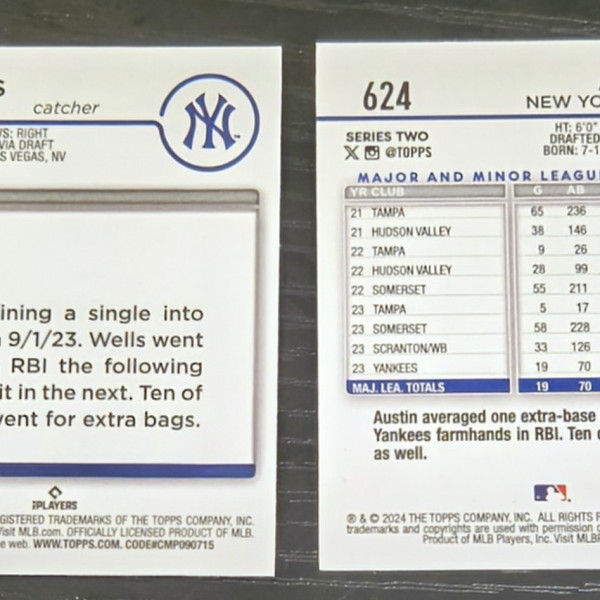 S
catcher
WS: RIGHT
VIA DRAFT
S VEGAS, NV
NY
ining a single into
9/1/23. Wells went
RBI the following
it in the next. Ten of
went for extra bags.
PLAYERS
GISTERED TRADEMARKS OF THE TOPPS COMPANY, INC.
Visit MLB.com. OFFICIALLY LICENSED PRODUCT OF MLB.
e web. WWW.TOPPS.COM. CODE#CMP090715
624
NEW YO
SERIES TWO
@TOPPS
HT: 6'0"
DRAFTED
BORN: 7-1
MAJOR AND MINOR LEAGU
YR CLUB G AB
21 TAMPA 65 236
21 HUDSON VALLEY 38 146
22 TAMPA 9 26
22 HUDSON VALLEY 28 99
22 SOMERSET 55 211
23 TAMPA 5 17
23 SOMERSET 58 228
23 SCRANTON/WB 33 126
23 YANKEES 19 70
MAJ. LEA. TOTALS 19 70
Austin averaged one extra-base
Yankees farmhands in RBI. Ten
as well.
® & © 2024 THE TOPPS COMPANY, INC. ALL RIGHTS
trademarks and copyrights are used with permission
Product of MLB Players, Inc. Visit MLB